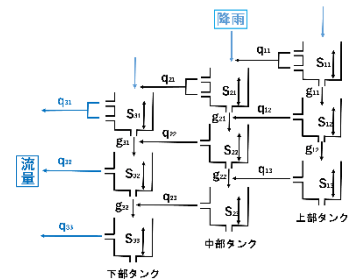 降雨
q11
S11
g11
q21
S21
q12
S12
g21
g12
q31
S31
q22
S22
g31
g22
q13
S13
流量
q32
S32
q23
S23
g32
q33
S33
上部タンク
中部タンク
下部タンク